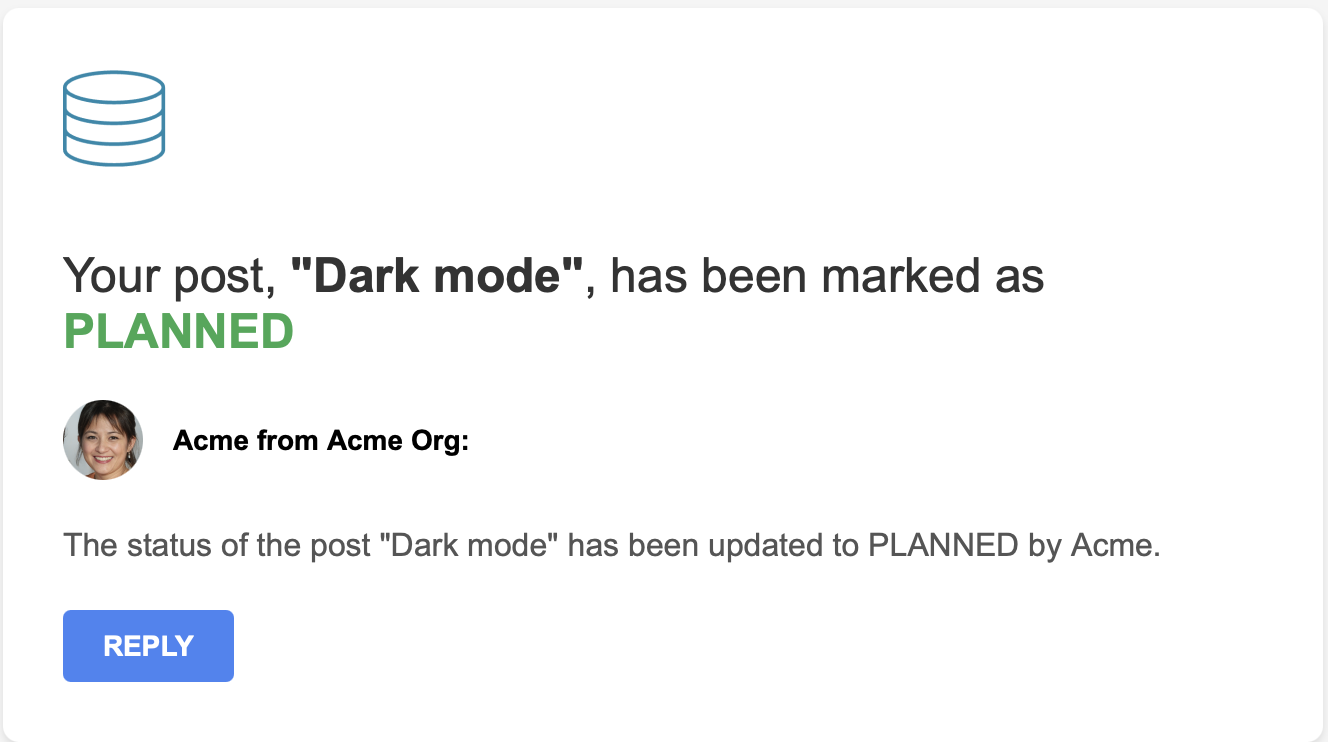 Your post, "Dark mode", has been marked as
PLANNED
Acme from Acme Org:
The status of the post "Dark mode" has been updated to PLANNED by Acme.
REPLY